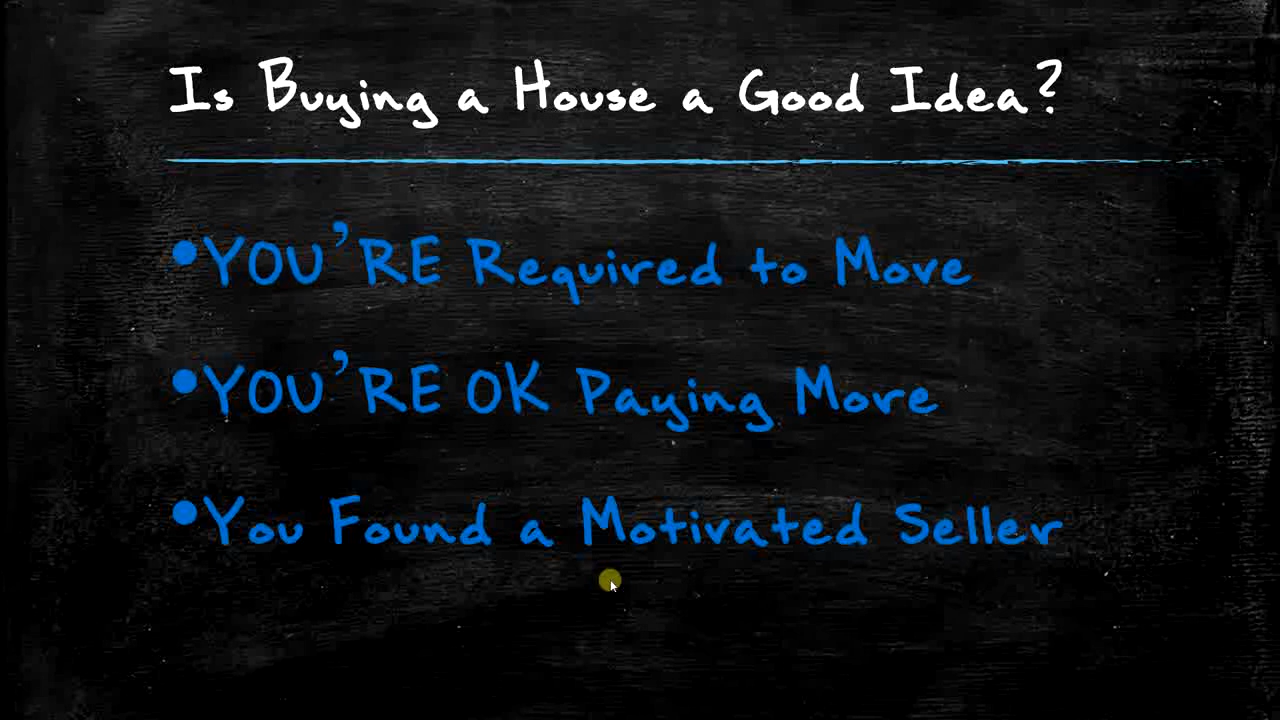 Is Buying a House a Good Idea?
•YOU'RE Required to Move
•YOU'RE OK Paying More
•You Found a Motivated Seller